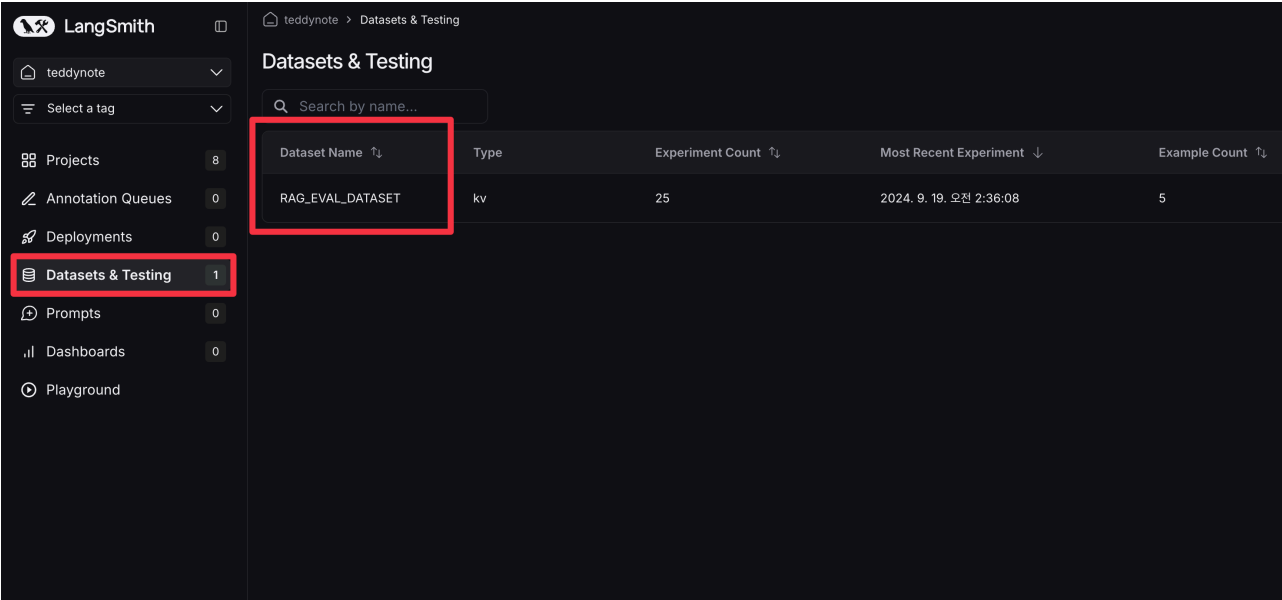 LangSmith
teddynote
Select a tag
Projects 8
Annotation Queues 0
Deployments 0
Datasets & Testing 1
Prompts 0
Dashboards 0
Playground
teddynote > Datasets & Testing
Datasets & Testing
Search by name...
Dataset Name Type Experiment Count Most Recent Experiment Example Count
RAG_EVAL_DATASET kv 25 2024. 9. 19. 오전 2:36:08 5